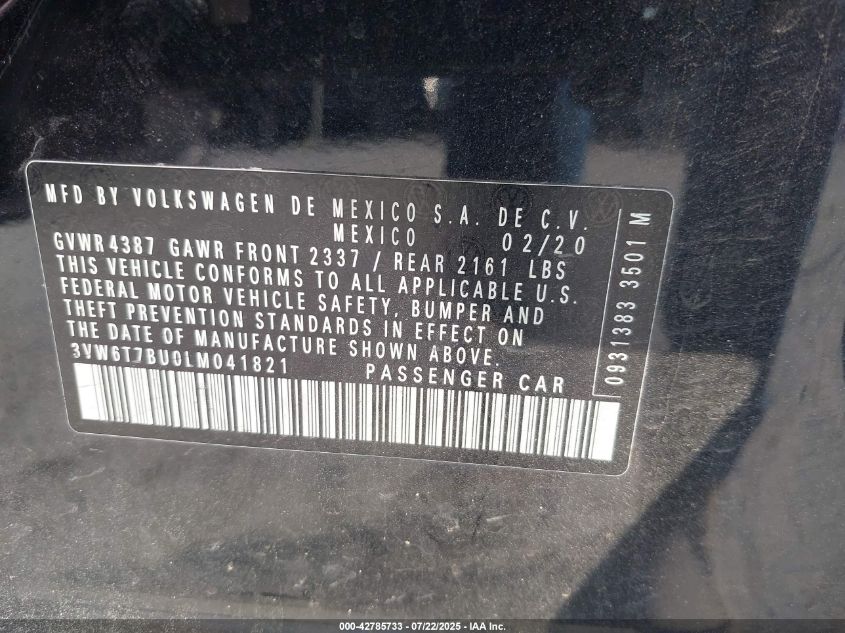 MFD BY VOLKSWAGEN DE MEXICO S.A. DE C.V.
MEXICO 02/20
GVWR 4387 GAWR FRONT 2337 / REAR 2161 LBS
THIS VEHICLE CONFORMS TO ALL APPLICABLE U.S.
FEDERAL MOTOR VEHICLE SAFETY, BUMPER AND
THEFT PREVENTION STANDARDS IN EFFECT ON
THE DATE OF MANUFACTURE SHOWN ABOVE.
3VW6T7BU0LM041821 PASSENGER CAR
0931383 3501 M
000-42785733 - 07/22/2025 - IAA Inc.